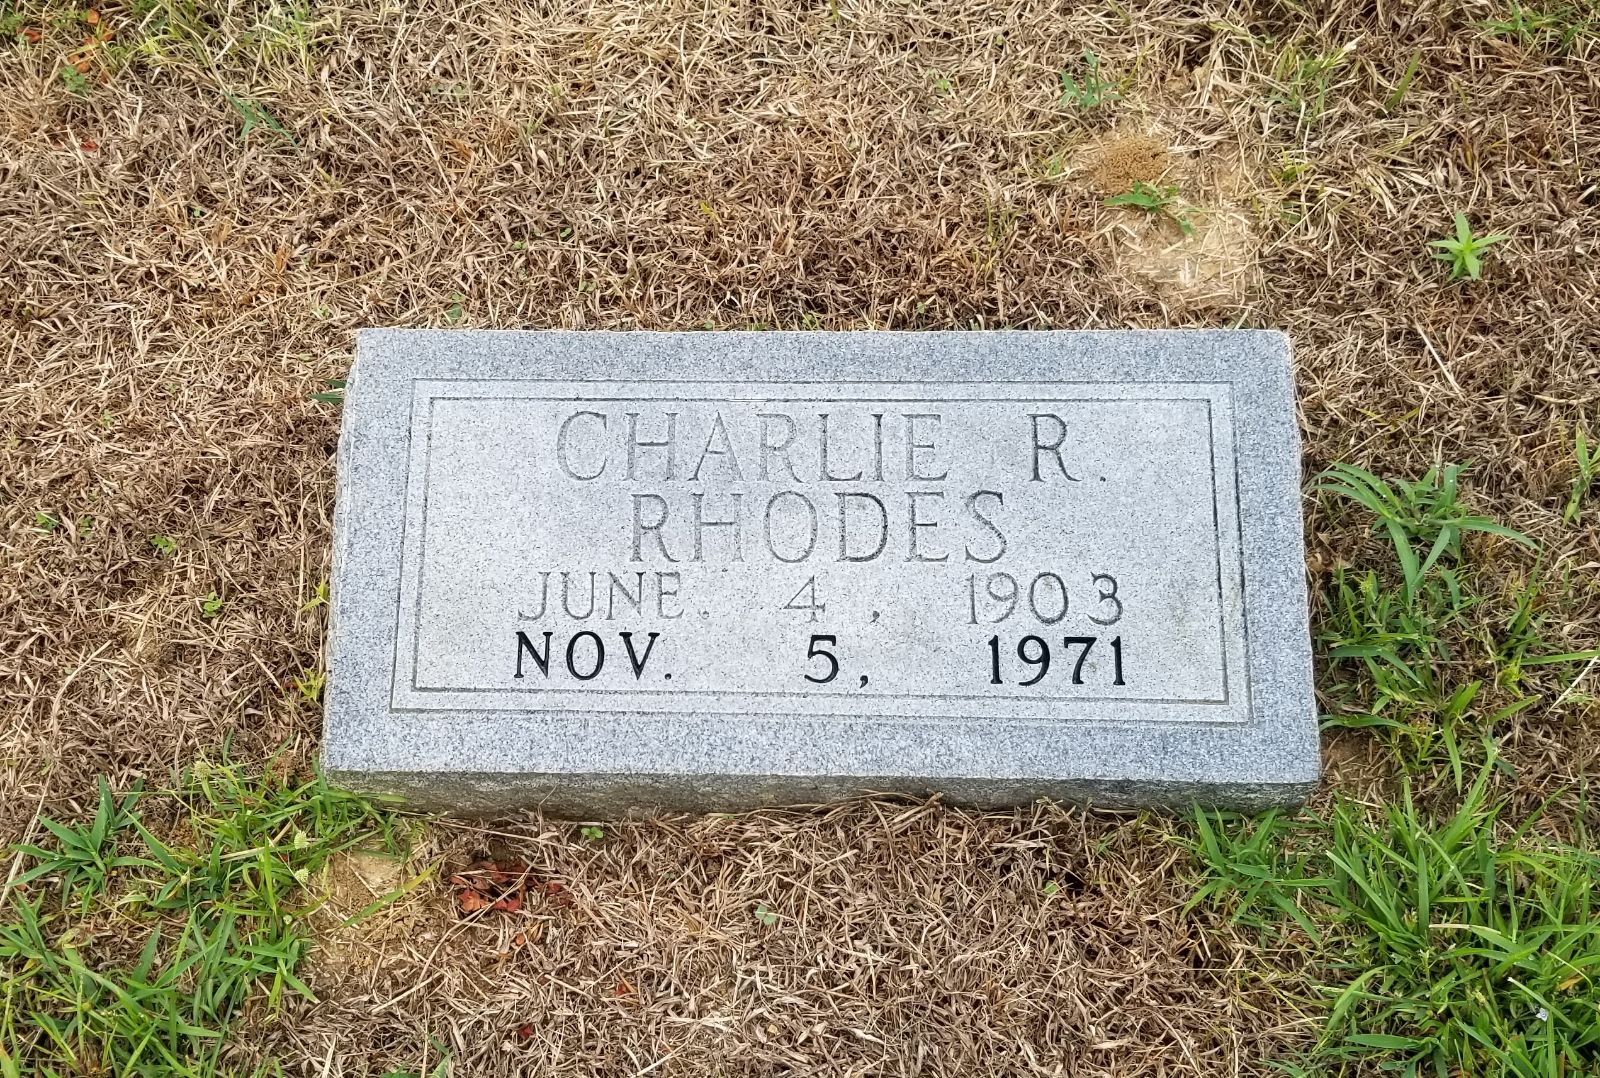 CHARLIE R.
RHODES
JUNE. 4, 1903
NOV. 5, 1971